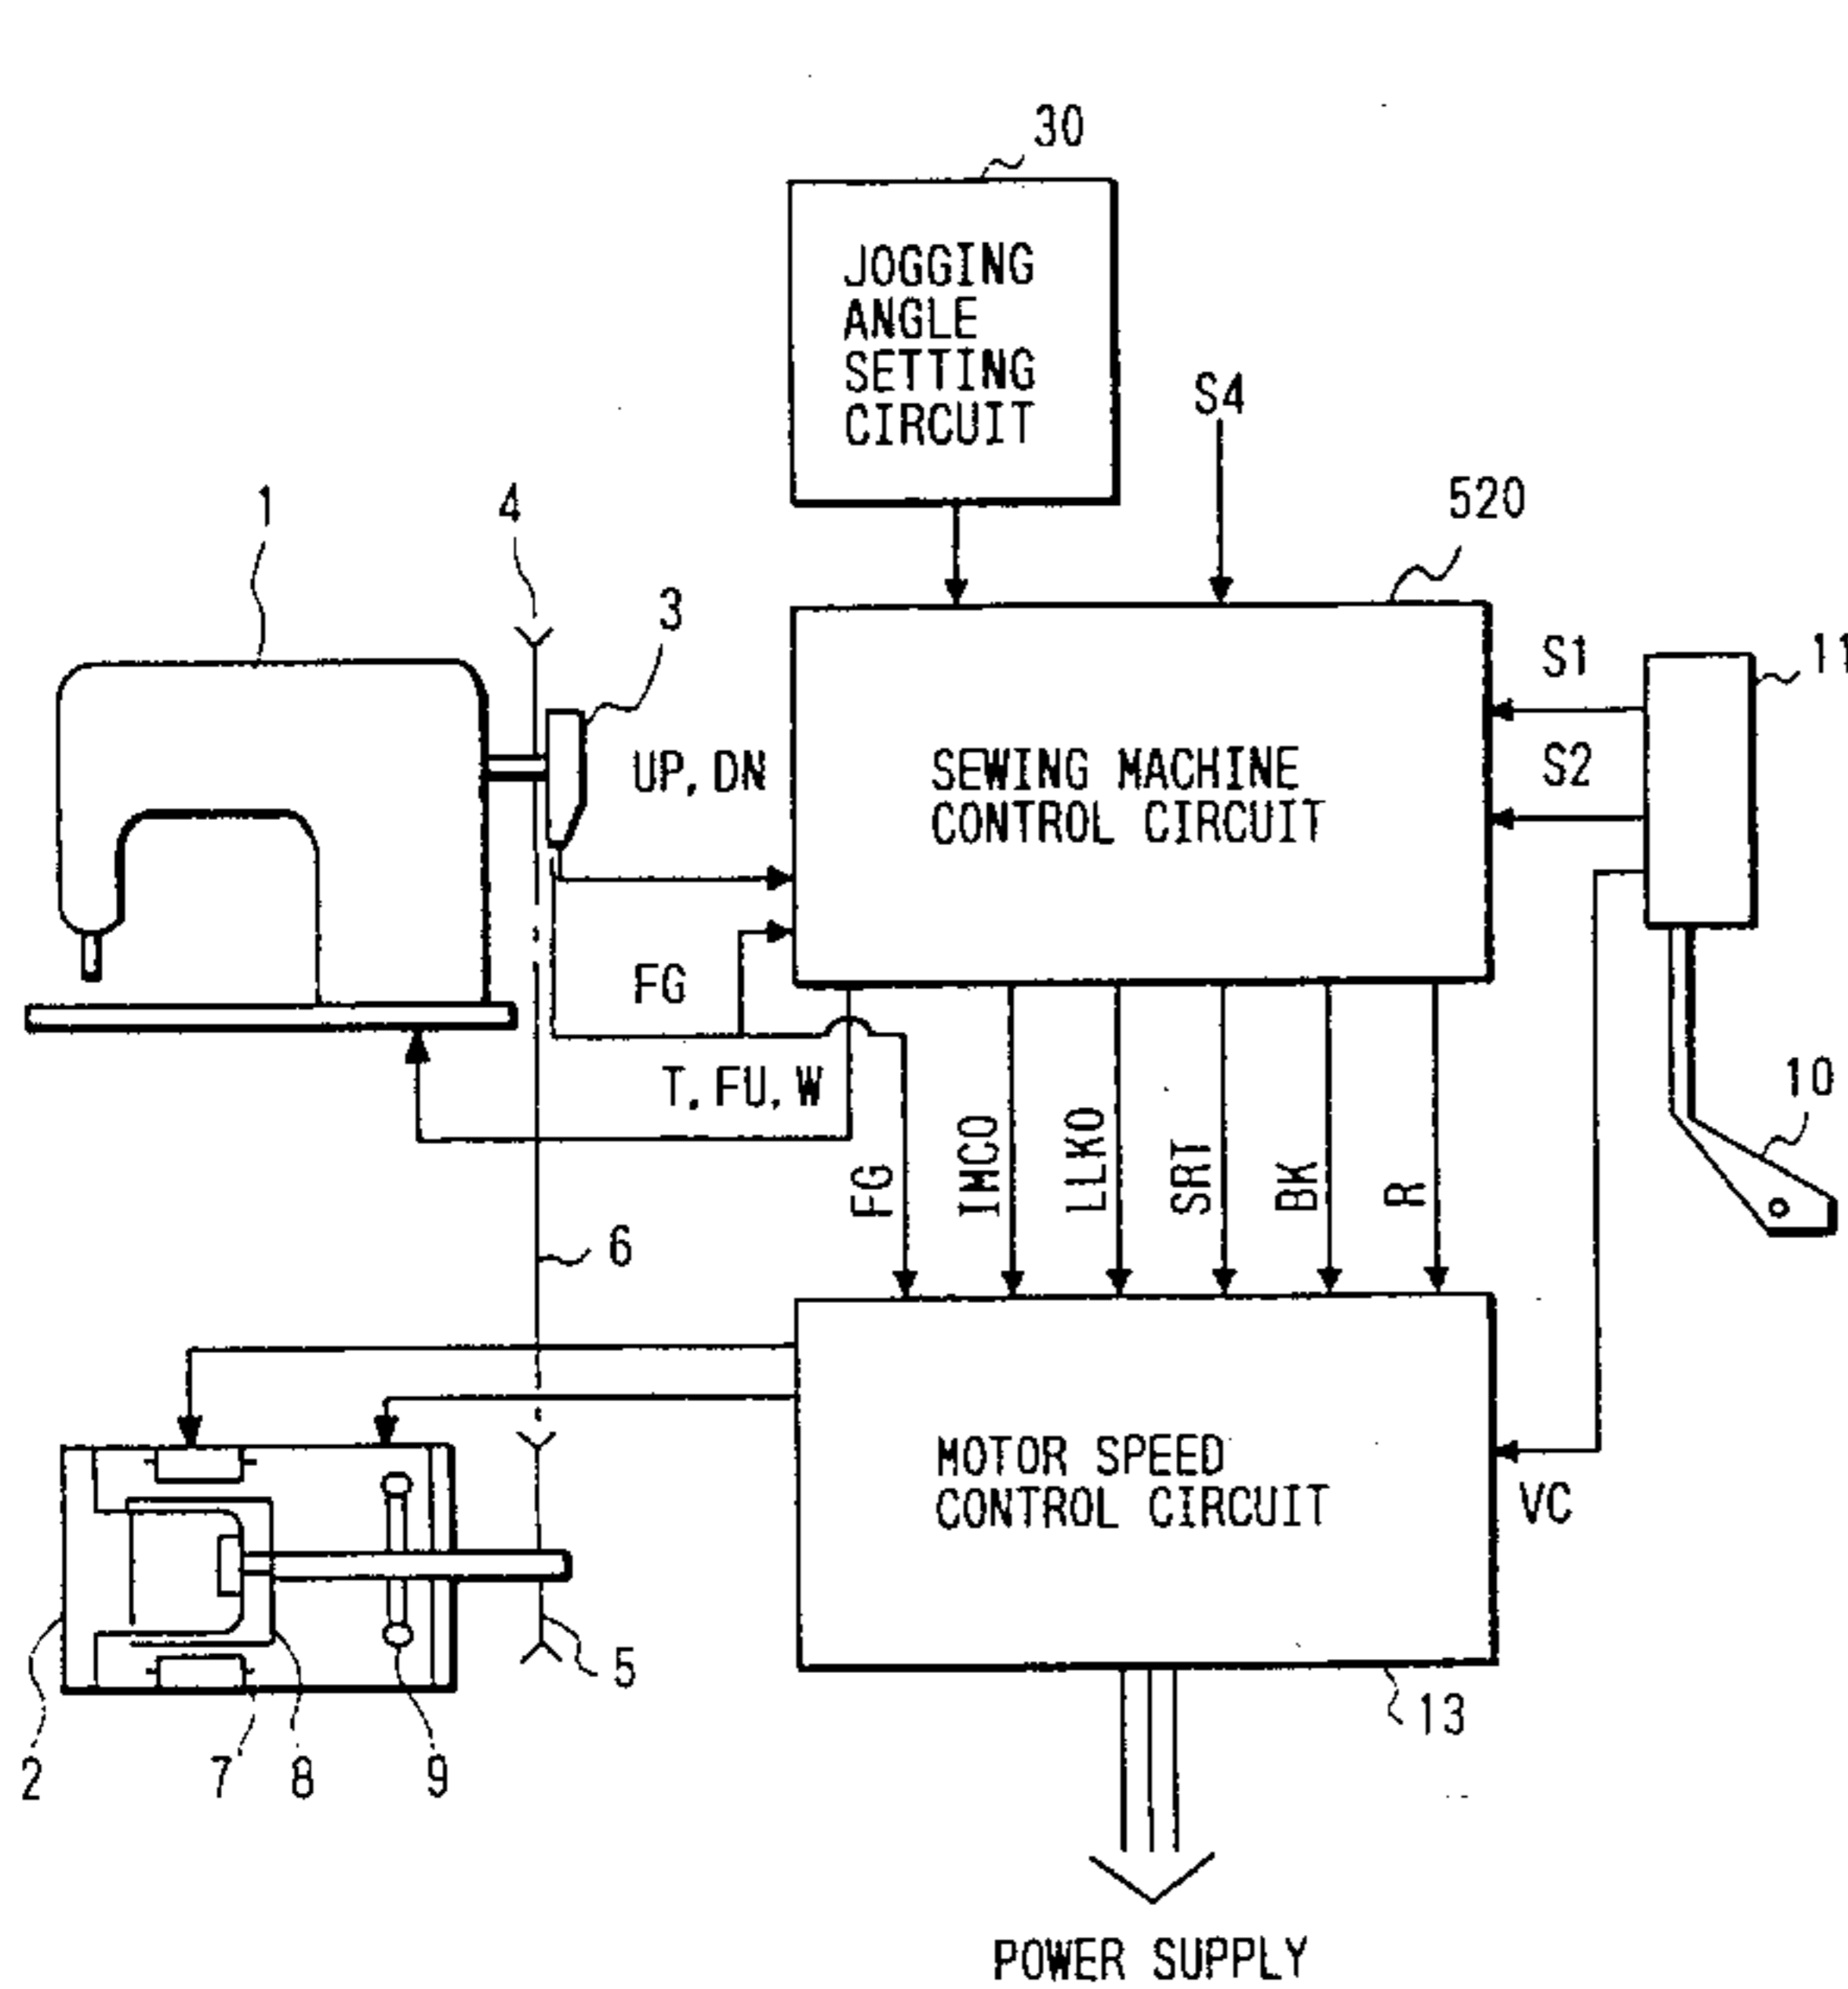 30
JOGGING
ANGLE
SETTING
CIRCUIT
S4
520
1
4
3
S1
11
UP, DN
SEWING MACHINE
CONTROL CIRCUIT
S2
FG
T, FU, W
10
FG
IMCO
LLKO
SRT
BK
R
6
MOTOR SPEED
CONTROL CIRCUIT
VC
5
13
2
7
8
9
POWER SUPPLY